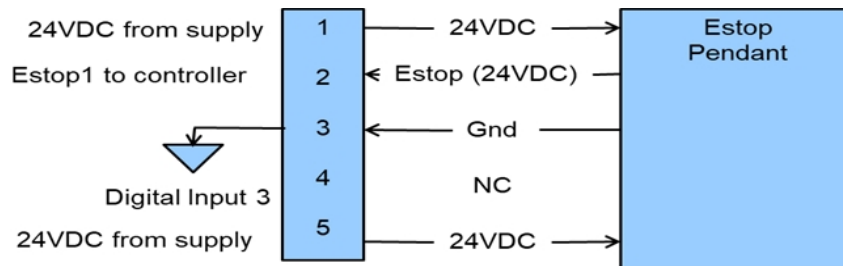 24VDC from supply 1 24VDC Estop
Pendant
Estop1 to controller 2 Estop (24VDC)
3 Gnd
4 NC
Digital Input 3
5
24VDC from supply 24VDC